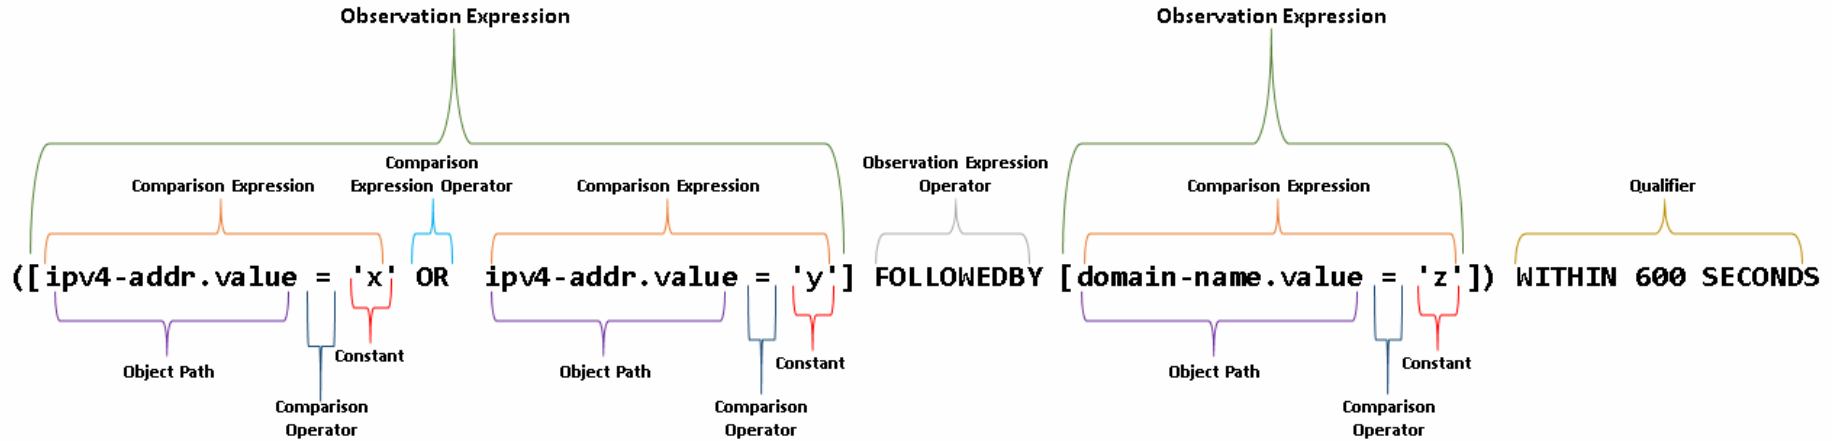 Observation Expression
Observation Expression
Comparison Expression
Comparison
Expression Operator
Comparison Expression
Observation Expression
Operator
Comparison Expression
Qualifier
([ipv4-addr.value = 'x' OR ipv4-addr.value = 'y'] FOLLOWEDBY [domain-name.value = 'z']) WITHIN 600 SECONDS
Object Path
Comparison
Operator
Constant
Object Path
Comparison
Operator
Constant
Object Path
Comparison
Operator
Constant